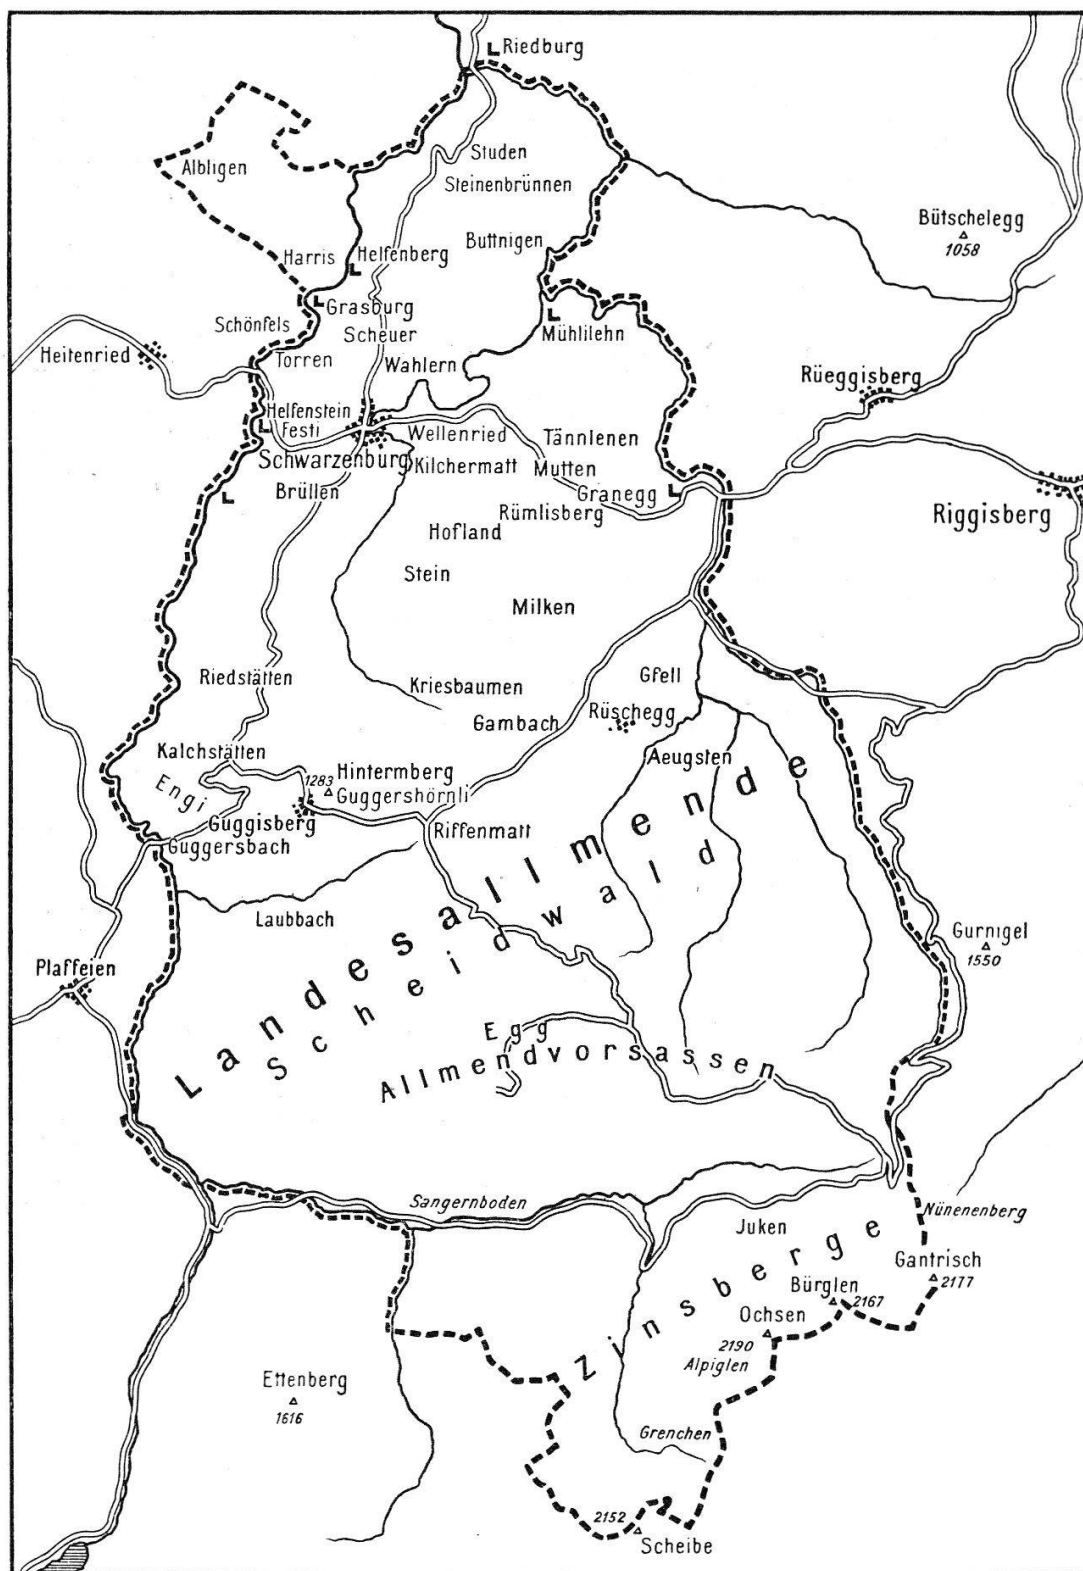 Riedburg
Albligen
Studen
Steinenbrünnen
Bütschelegg
1058
Buttnigen
Harris
Helfenberg
Grasburg
Schönfels
Scheuer
Mühlilehn
Heitenried
Torren
Wahlern
Rüeggisberg
Helfenstein
Festi
Wellenried
Tännlenen
Schwarzenburg
Kilchermatt
Mutten
Brüllen
Granegg
Rümlisberg
Riggisberg
Hofland
Stein
Milken
Riedstätten
Kriesbaumen
Gfell
Gambach
Rüschegg
Kalchstätten
Aeugsten
Engi
1283
Hintermberg
Guggershörnli
Guggisberg
Riffenmatt
Guggersbach
Landesallmende
Scheidwald
Laubbach
Gurnigel
1550
Plaffeien
Egg
Allmendvorsassen
Sangernboden
Nünenenberg
Juken
Zinsberge
Gantrisch
2177
Bürglen
2167
Ochsen
2190
Alpiglen
Ettenberg
1616
Grenchen
2152
Scheibe